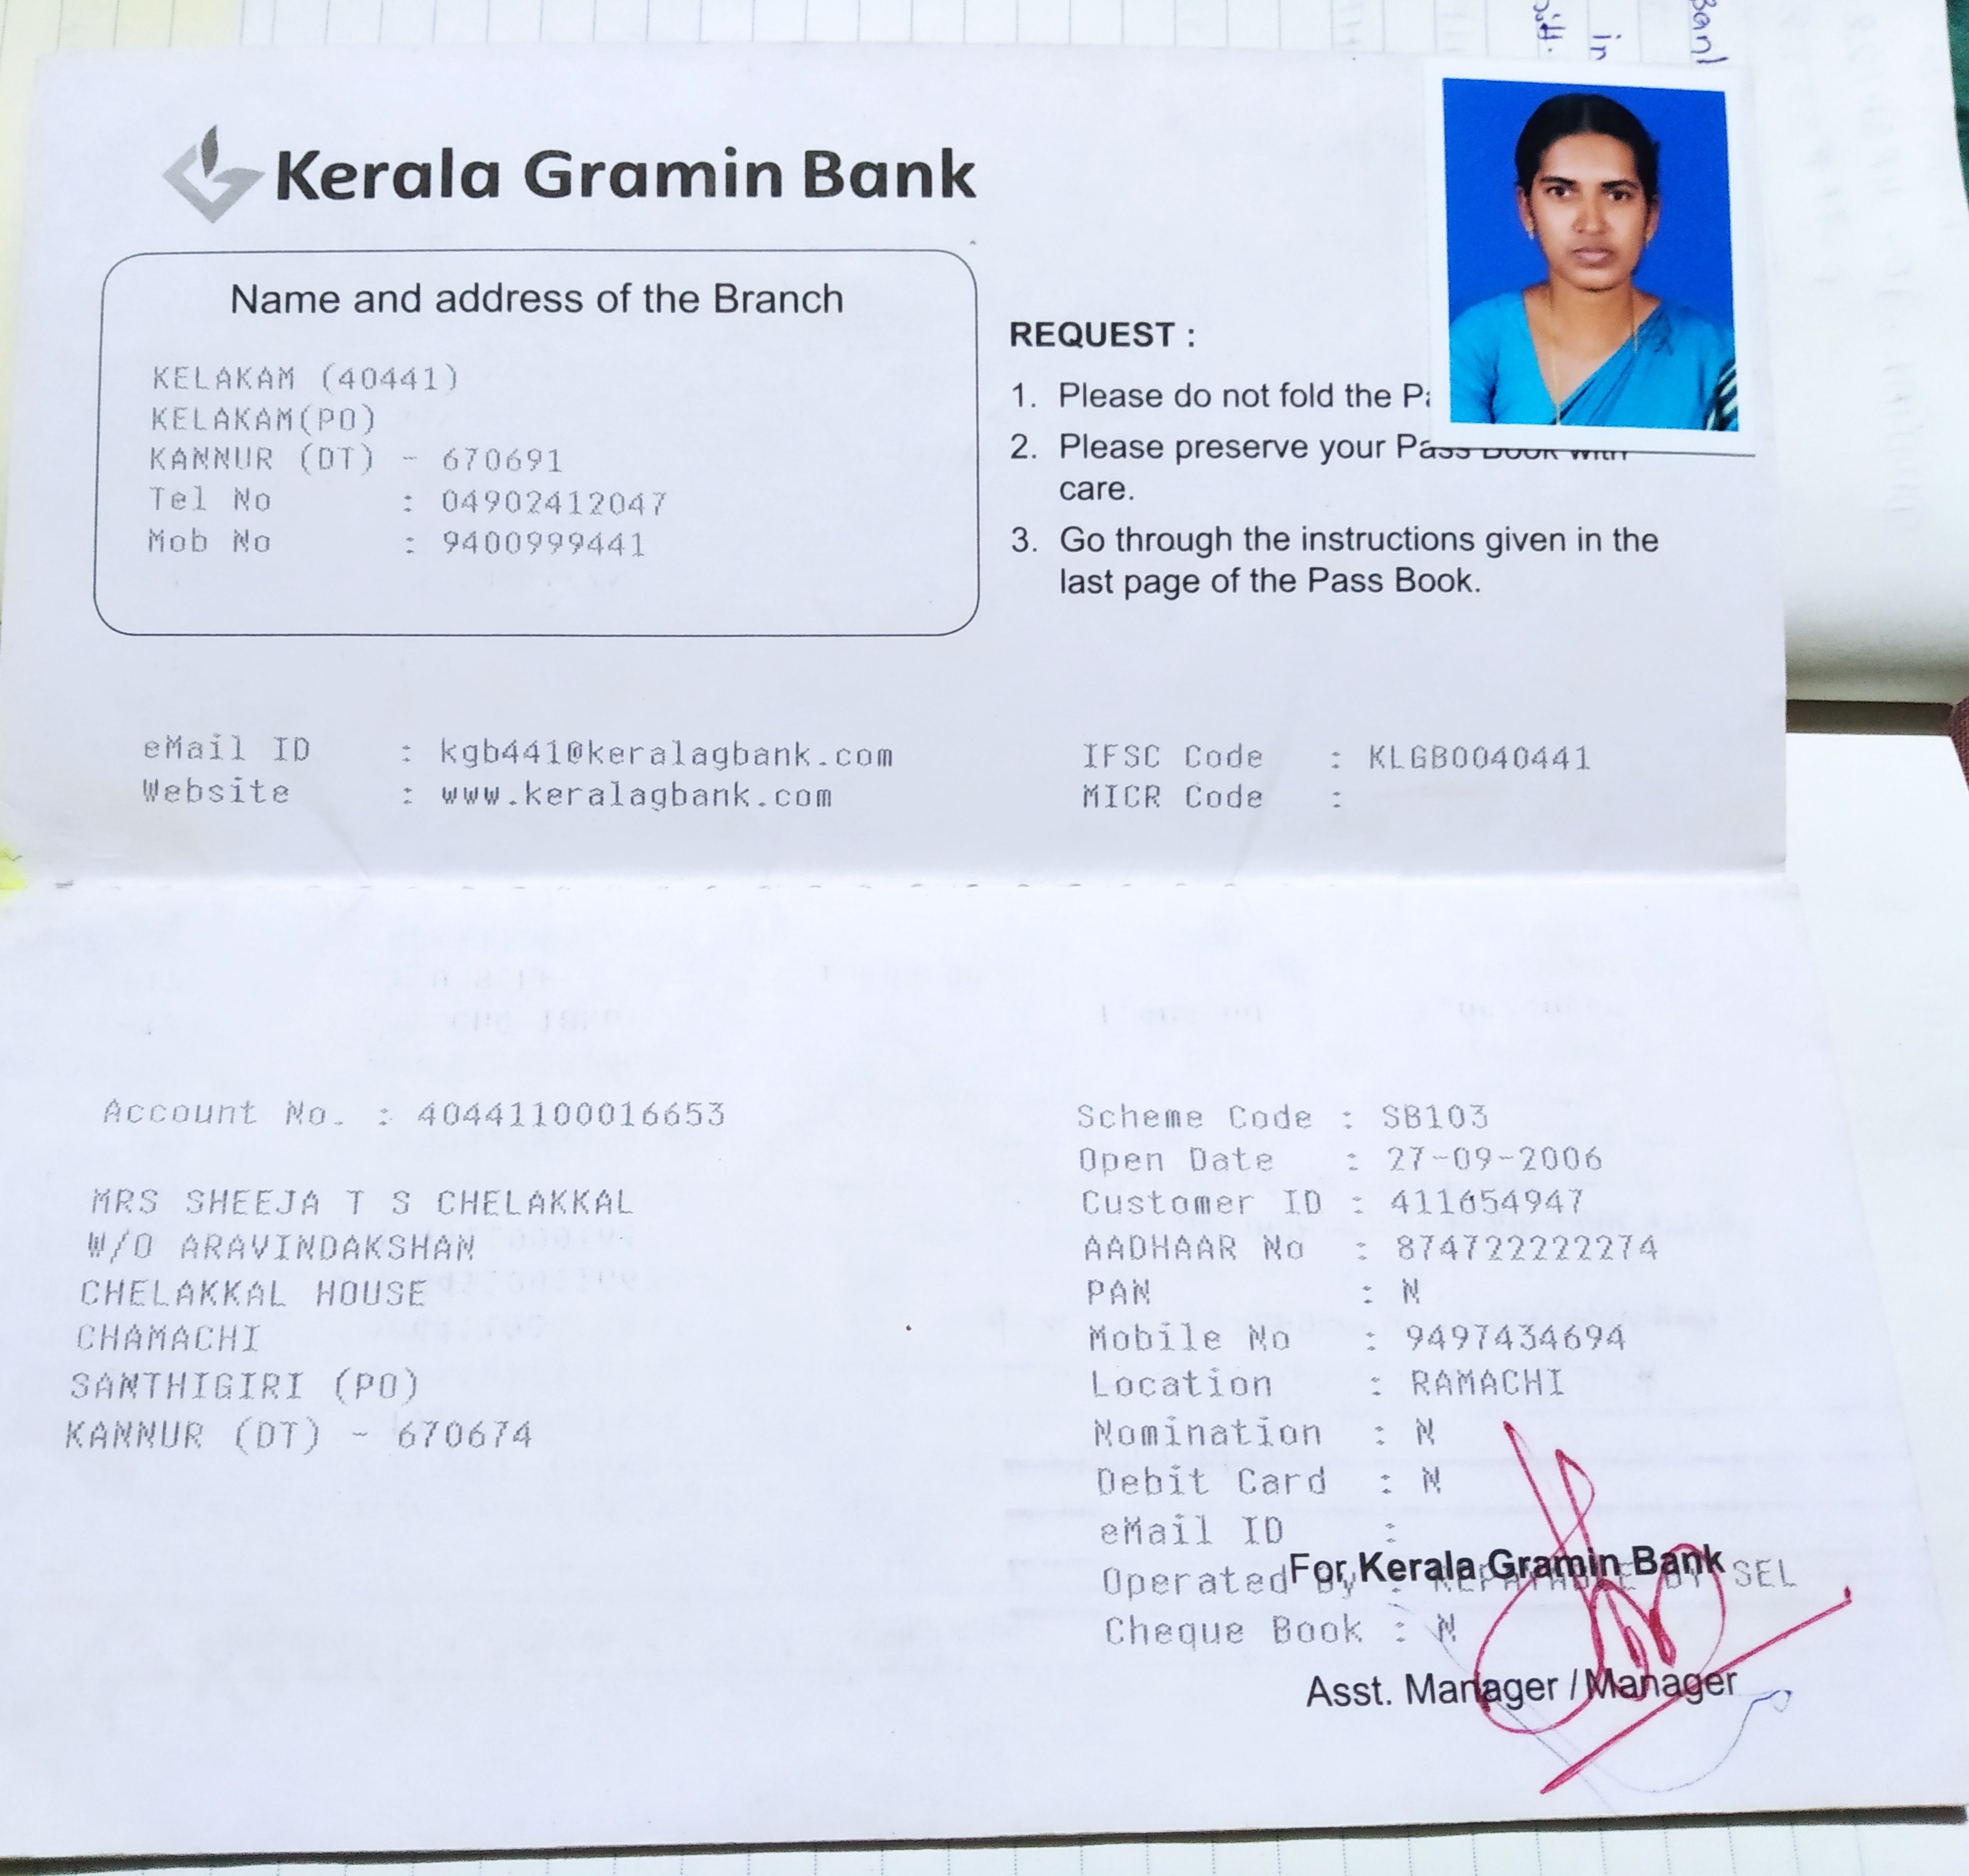 Kerala Gramin Bank
Name and address of the Branch
KELAKAM (40441)
KELAKAM(PO)
KANNUR (DT) - 670691
Tel No : 04902412047
Mob No : 9400999441
REQUEST :
1. Please do not fold the
2. Please preserve your Pass Book with
care.
3. Go through the instructions given in the
last page of the Pass Book.
eMail ID : kgb441@keralagbank.com
Website : www.keralagbank.com
IFSC Code : KLGB0040441
MICR Code :
Account No. : 40441100016653
MRS SHEEJA T S CHELAKKAL
W/O ARAVINDAKSHAN
CHELAKKAL HOUSE
CHAMACHI
SANTHIGIRI (PO)
KANNUR (DT) - 670674
Scheme Code : SB103
Open Date : 27-09-2006
Customer ID : 411654947
AADHAAR No : 874722222274
PAN : N
Mobile No : 9497434694
Location : RAMACHI
Nomination : N
Debit Card : N
eMail ID :
Operated By : SEL
For Kerala Gramin Bank
Cheque Book : N
Asst. Manager / Manager
in